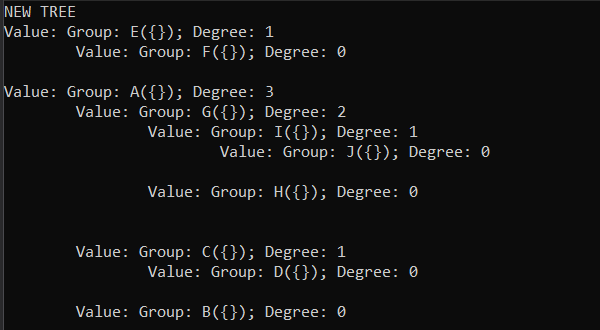 NEW TREE
Value: Group: E({}); Degree: 1
Value: Group: F({}); Degree: 0
Value: Group: A({}); Degree: 3
Value: Group: G({}); Degree: 2
Value: Group: I({}); Degree: 1
Value: Group: J({}); Degree: 0
Value: Group: H({}); Degree: 0
Value: Group: C({}); Degree: 1
Value: Group: D({}); Degree: 0
Value: Group: B({}); Degree: 0